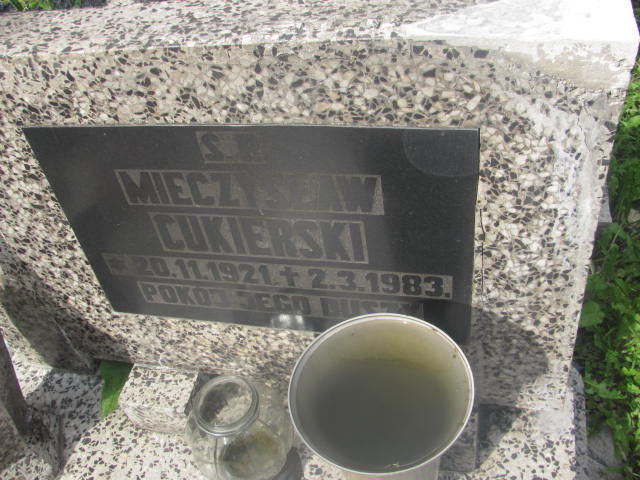 Ś.P.
MIECZYSŁAW
CUKIERSKI
* 20.11.1921. † 2.3.1983.
POKÓJ JEGO DUSZY